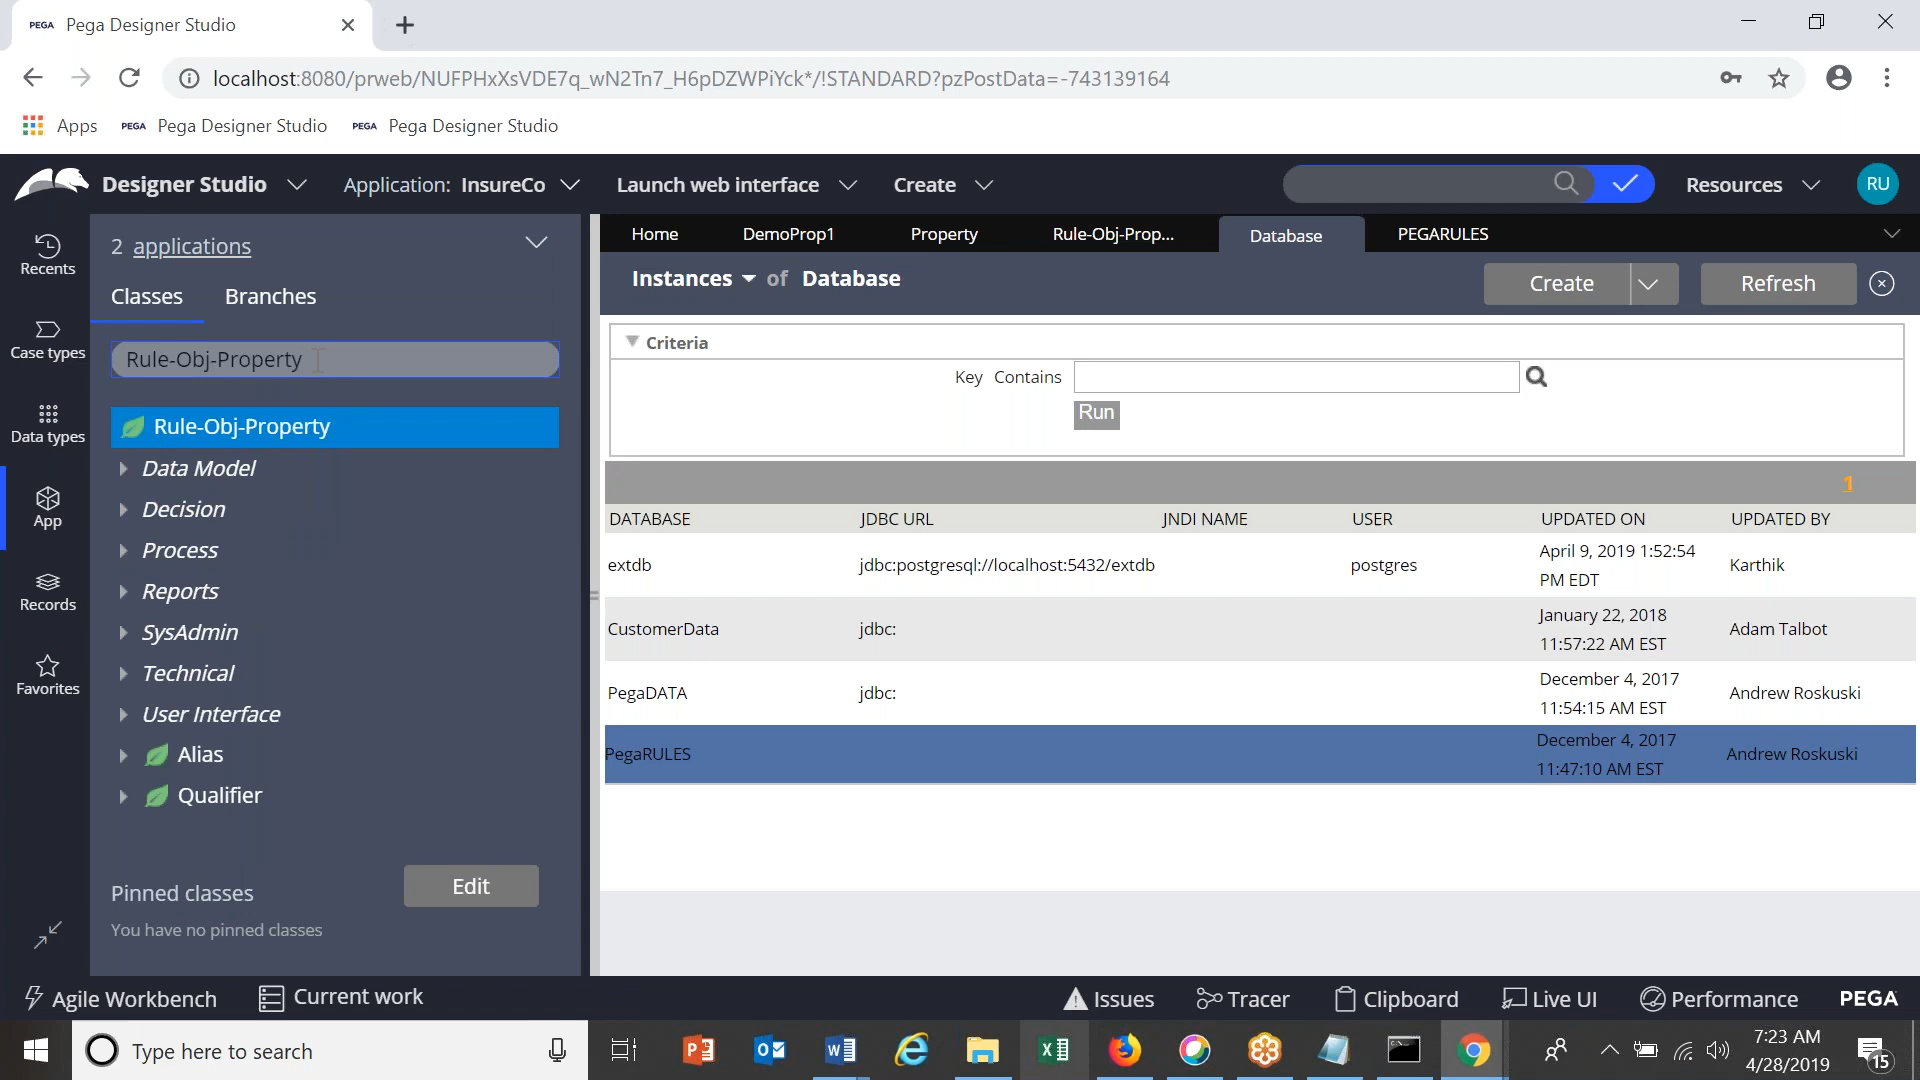 PEGA Pega Designer Studio
localhost:8080/prweb/NUFPHxXsVDE7q_wN2Tn7_H6pDZWPiYck*/!STANDARD?pzPostData=-743139164
Apps PEGA Pega Designer Studio PEGA Pega Designer Studio
Designer Studio Application: InsureCo Launch web interface Create Resources RU
Recents
Case types
Data types
App
Records
Favorites
2 applications
Classes Branches
Rule-Obj-Property
Rule-Obj-Property
Data Model
Decision
Process
Reports
SysAdmin
Technical
User Interface
Alias
Qualifier
Pinned classes Edit
You have no pinned classes
Home DemoProp1 Property Rule-Obj-Prop... Database PEGARULES
Instances of Database Create Refresh
Criteria
Key Contains
Run
1
DATABASE JDBC URL JNDI NAME USER UPDATED ON UPDATED BY
extdb jdbc:postgresql://localhost:5432/extdb postgres April 9, 2019 1:52:54 PM EDT Karthik
CustomerData jdbc: January 22, 2018 11:57:22 AM EST Adam Talbot
PegaDATA jdbc: December 4, 2017 11:54:15 AM EST Andrew Roskuski
PegaRULES December 4, 2017 11:47:10 AM EST Andrew Roskuski
Agile Workbench Current work Issues Tracer Clipboard Live UI Performance PEGA
Type here to search
7:23 AM
4/28/2019
15